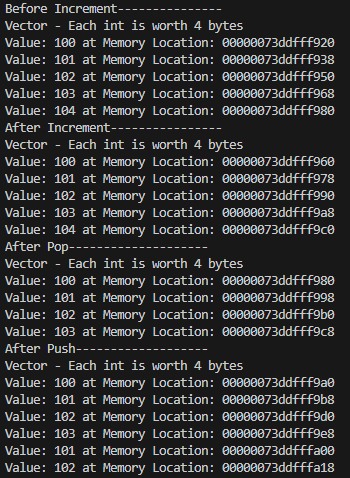 Before Increment---------------
Vector - Each int is worth 4 bytes
Value: 100 at Memory Location: 00000073ddfff920
Value: 101 at Memory Location: 00000073ddfff938
Value: 102 at Memory Location: 00000073ddfff950
Value: 103 at Memory Location: 00000073ddfff968
Value: 104 at Memory Location: 00000073ddfff980
After Increment----------------
Vector - Each int is worth 4 bytes
Value: 100 at Memory Location: 00000073ddfff960
Value: 101 at Memory Location: 00000073ddfff978
Value: 102 at Memory Location: 00000073ddfff990
Value: 103 at Memory Location: 00000073ddfff9a8
Value: 104 at Memory Location: 00000073ddfff9c0
After Pop--------------------
Vector - Each int is worth 4 bytes
Value: 100 at Memory Location: 00000073ddfff980
Value: 101 at Memory Location: 00000073ddfff998
Value: 102 at Memory Location: 00000073ddfff9b0
Value: 103 at Memory Location: 00000073ddfff9c8
After Push-------------------
Vector - Each int is worth 4 bytes
Value: 100 at Memory Location: 00000073ddfff9a0
Value: 101 at Memory Location: 00000073ddfff9b8
Value: 102 at Memory Location: 00000073ddfff9d0
Value: 103 at Memory Location: 00000073ddfff9e8
Value: 101 at Memory Location: 00000073ddfffa00
Value: 102 at Memory Location: 00000073ddfffa18